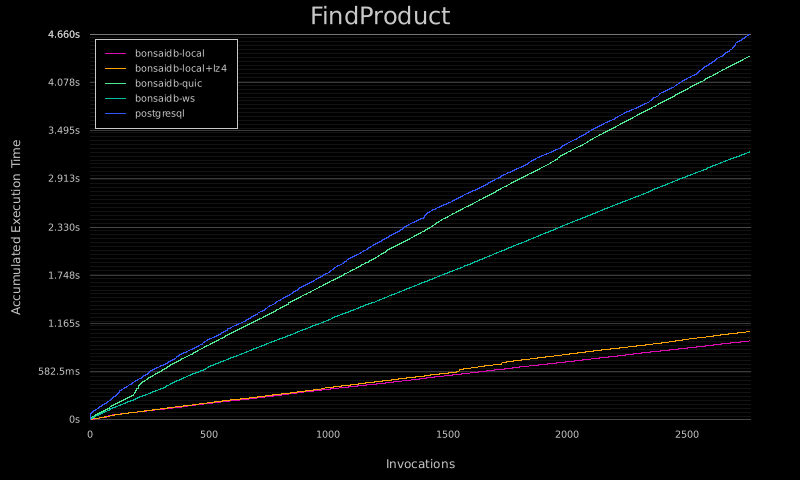 FindProduct
4.660s
4.078s
3.495s
2.913s
2.330s
1.748s
1.165s
582.5ms
0s
bonsaidb-local
bonsaidb-local+lz4
bonsaidb-quic
bonsaidb-ws
postgresql
Accumulated Execution Time
0 500 1000 1500 2000 2500
Invocations